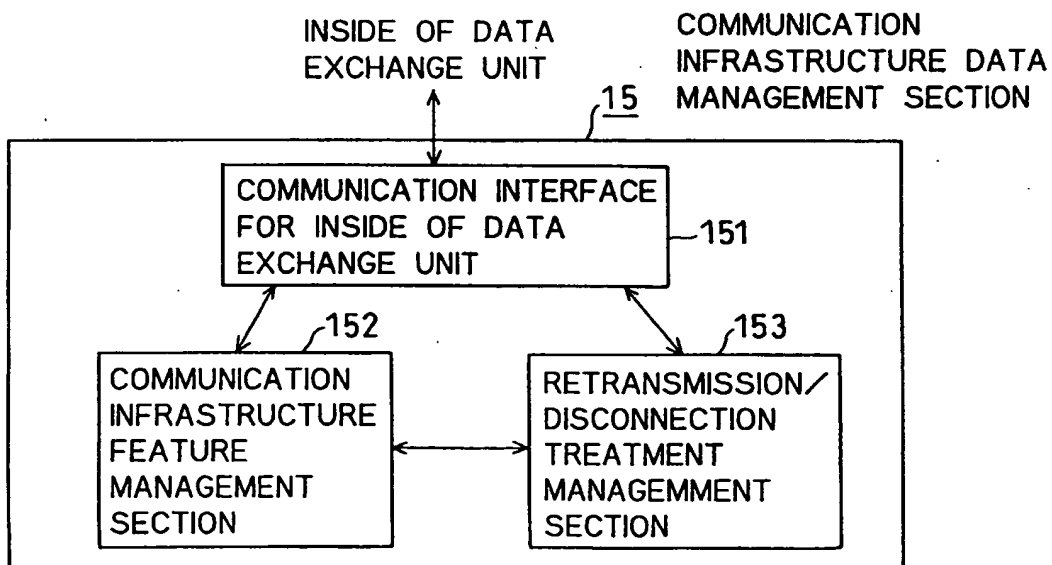 INSIDE OF DATA
EXCHANGE UNIT
COMMUNICATION
INFRASTRUCTURE DATA
MANAGEMENT SECTION
15
COMMUNICATION INTERFACE
FOR INSIDE OF DATA
EXCHANGE UNIT
151
152
COMMUNICATION
INFRASTRUCTURE
FEATURE
MANAGEMENT
SECTION
153
RETRANSMISSION/
DISCONNECTION
TREATMENT
MANAGEMMENT
SECTION